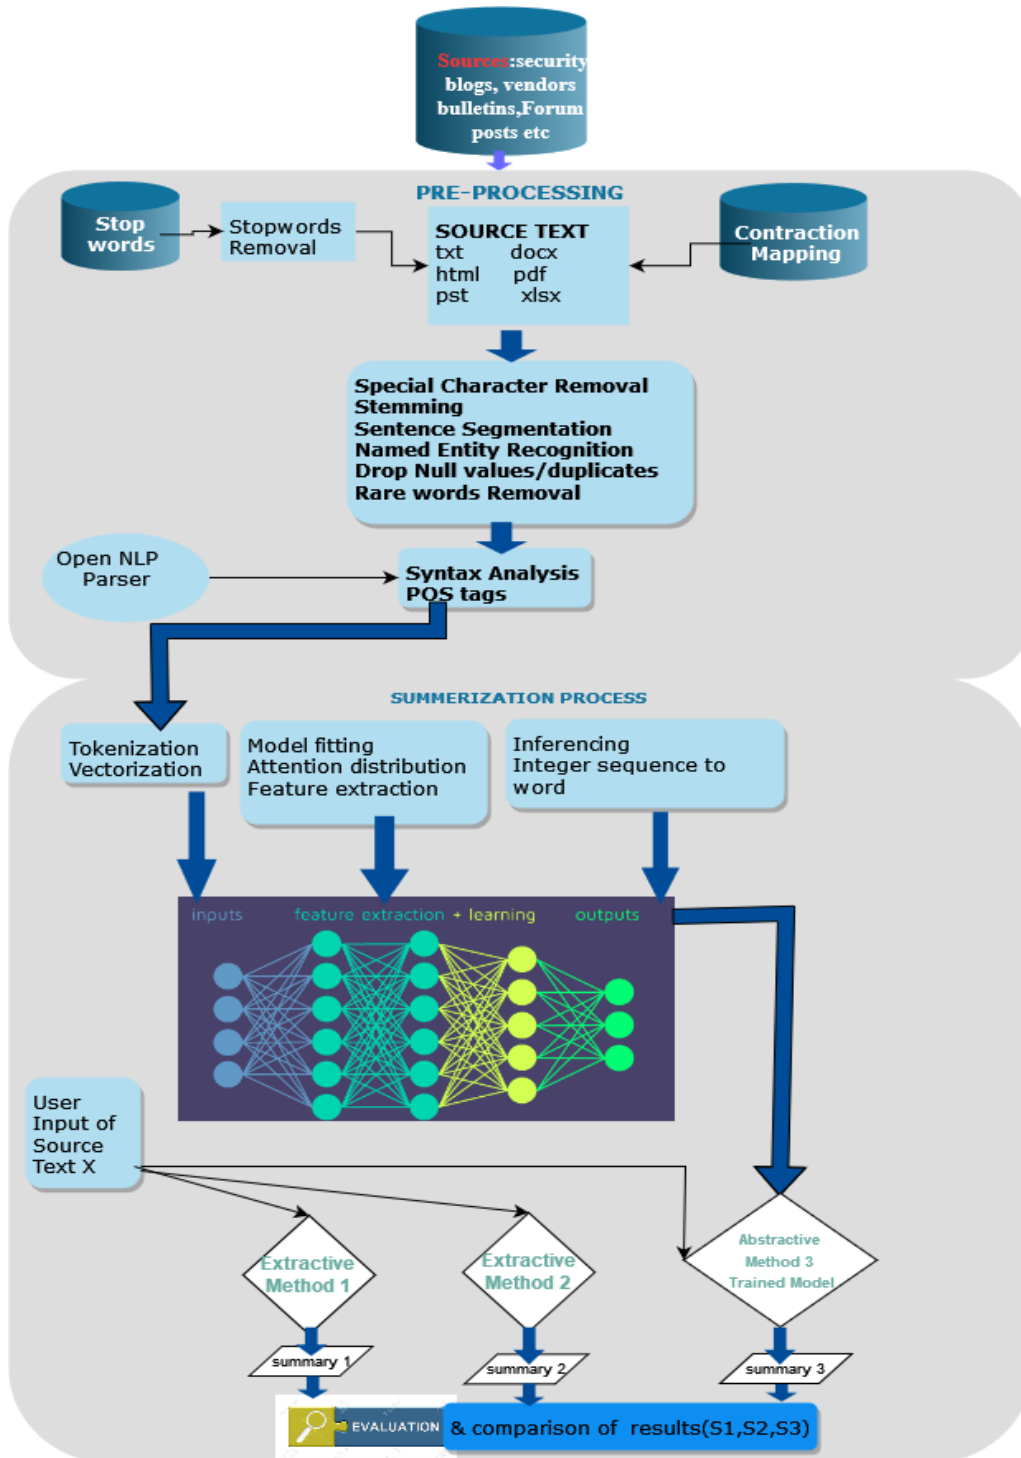 Sources:security
blogs, vendors
bulletins,Forum
posts etc
PRE-PROCESSING
Stop
words
Stopwords
Removal
SOURCE TEXT
txt docx
html pdf
pst xlsx
Contraction
Mapping
Special Character Removal
Stemming
Sentence Segmentation
Named Entity Recognition
Drop Null values/duplicates
Rare words Removal
Open NLP
Parser
Syntax Analysis
POS tags
SUMMERIZATION PROCESS
Tokenization
Vectorization
Model fitting
Attention distribution
Feature extraction
Inferencing
Integer sequence to
word
inputs feature extraction + learning outputs
User
Input of
Source
Text X
Extractive
Method 1
Extractive
Method 2
Abstractive
Method 3
Trained Model
summary 1
summary 2
summary 3
EVALUATION & comparison of results(S1,S2,S3)